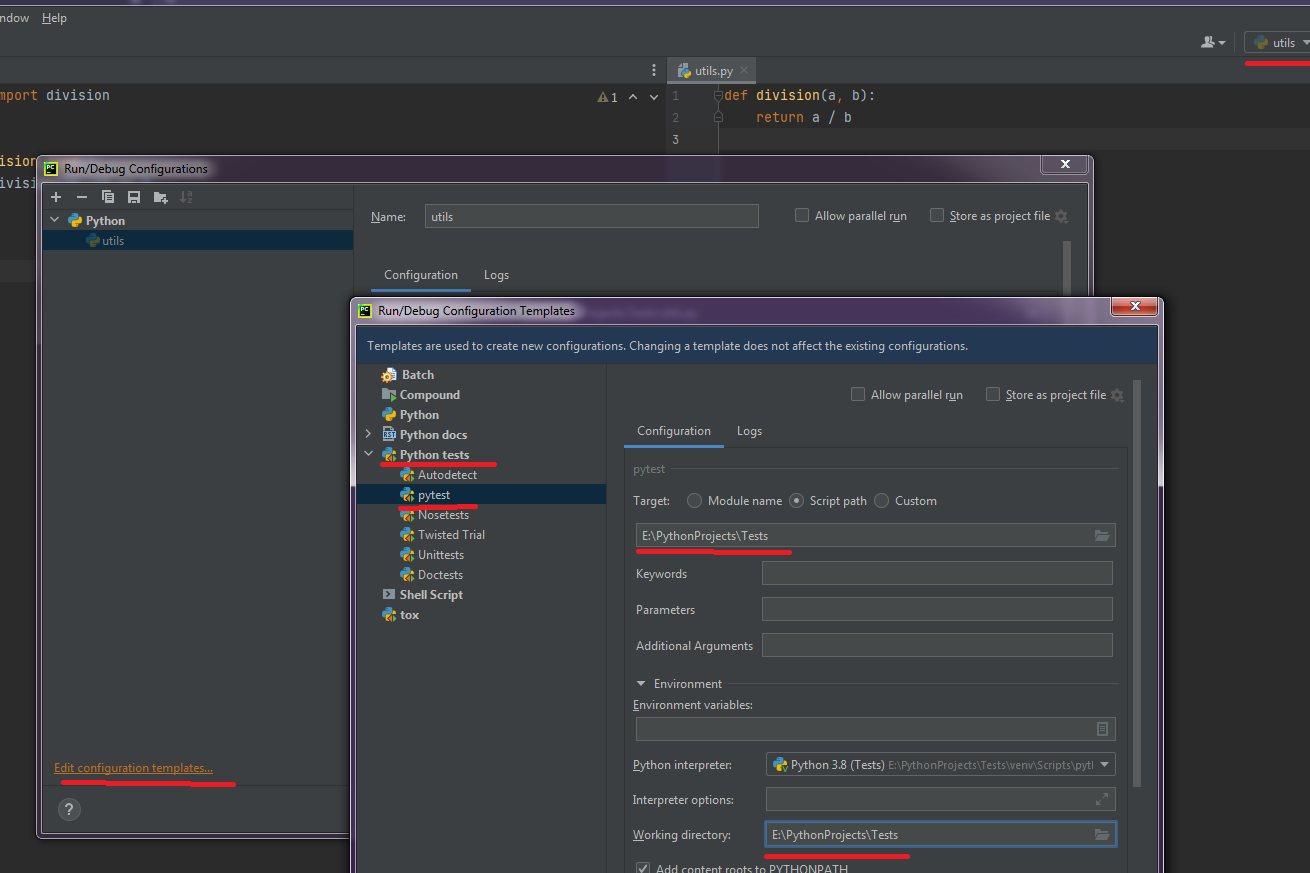 ndow Help
utils
utils.py
mport division
1
1 def division(a, b):
2 return a / b
3
ision
ivisi
Run/Debug Configurations
Python
utils
Name: utils
Allow parallel run
Store as project file
Configuration Logs
Run/Debug Configuration Templates
Templates are used to create new configurations. Changing a template does not affect the existing configurations.
Batch
Compound
Python
Python docs
Python tests
Autodetect
pytest
Nosetests
Twisted Trial
Unittests
Doctests
Shell Script
tox
Allow parallel run
Store as project file
Configuration Logs
pytest
Target: Module name Script path Custom
E:\PythonProjects\Tests
Keywords
Parameters
Additional Arguments
Environment
Environment variables:
Python interpreter: Python 3.8 (Tests) E:\PythonProjects\Tests\venv\Scripts\pytl
Interpreter options:
Working directory: E:\PythonProjects\Tests
Add content roots to PYTHONPATH
Edit configuration templates...
?